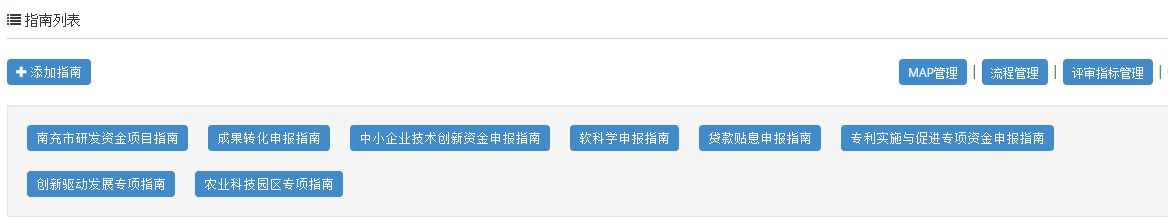 指南列表
添加指南 MAP管理 | 流程管理 | 评审指标管理 |
南充市研发资金项目指南 成果转化申报指南 中小企业技术创新资金申报指南 软科学申报指南 贷款贴息申报指南 专利实施与促进专项资金申报指南
创新驱动发展专项指南 农业科技园区专项指南